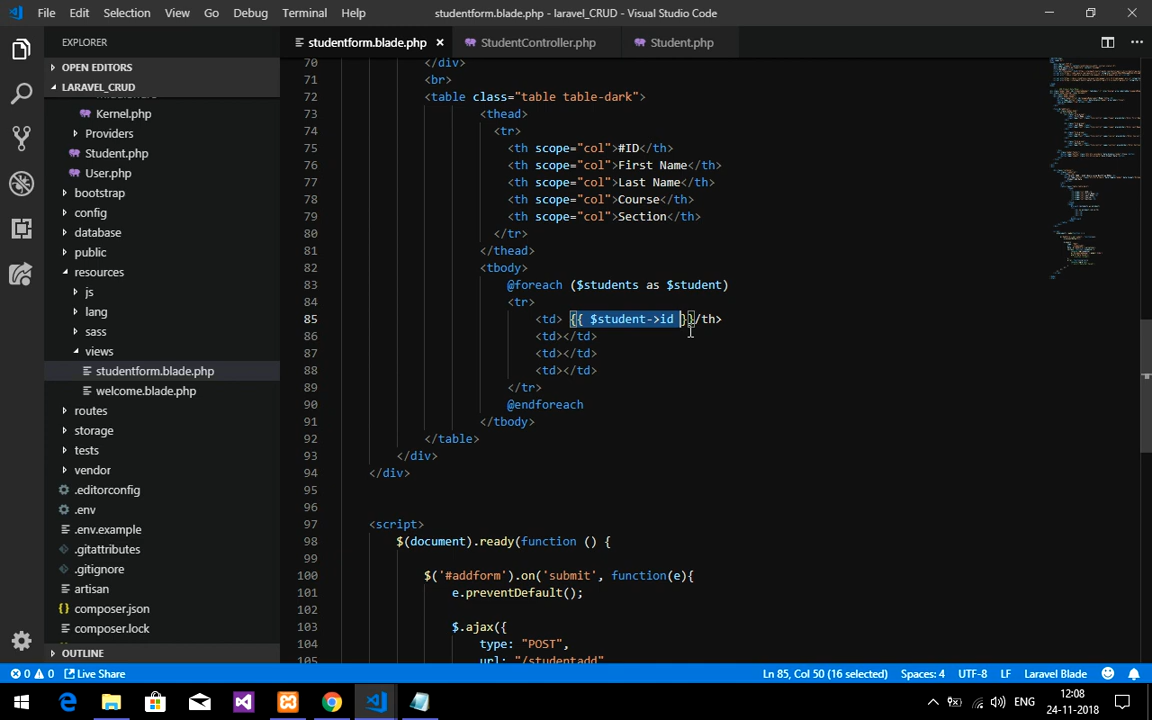 File Edit Selection View Go Debug Terminal Help
studentform.blade.php - laravel_CRUD - Visual Studio Code
EXPLORER
studentform.blade.php
StudentController.php
Student.php
OPEN EDITORS
LARAVEL_CRUD
Kernel.php
Providers
Student.php
User.php
bootstrap
config
database
public
resources
js
lang
sass
views
studentform.blade.php
welcome.blade.php
routes
storage
tests
vendor
.editorconfig
.env
.env.example
.gitattributes
.gitignore
artisan
composer.json
composer.lock
OUTLINE
70 </div>
71 <br>
72 <table class="table table-dark">
73 <thead>
74 <tr>
75 <th scope="col">#ID</th>
76 <th scope="col">First Name</th>
77 <th scope="col">Last Name</th>
78 <th scope="col">Course</th>
79 <th scope="col">Section</th>
80 </tr>
81 </thead>
82 <tbody>
83 @foreach ($students as $student)
84 <tr>
85 <td> {{ $student->id }}/th>
86 <td></td>
87 <td></td>
88 <td></td>
89 </tr>
90 @endforeach
91 </tbody>
92 </table>
93 </div>
94 </div>
95
96
97 <script>
98 $(document).ready(function () {
99
100 $('#addform').on('submit', function(e){
101 e.preventDefault();
102
103 $.ajax({
104 type: "POST",
105 url: "/studentadd"
0 0 Live Share
Ln 85, Col 50 (16 selected) Spaces: 4 UTF-8 LF Laravel Blade
ENG
12:08
24-11-2018